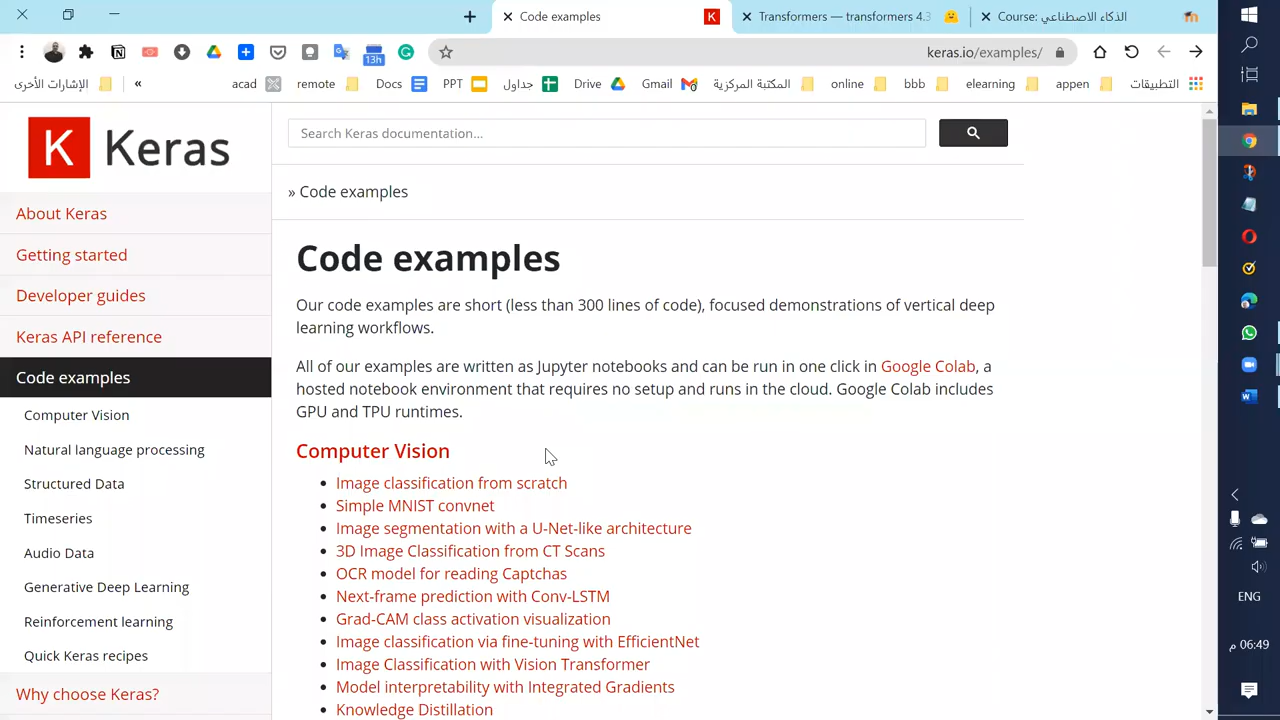 Code examples
Transformers — transformers 4.3
Course: الذكاء الاصطناعي
13h
keras.io/examples/
الإشارات الأخرى
«
acad
remote
Docs
PPT
جداول
Drive
Gmail
المكتبة المركزية
online
bbb
elearning
appen
التطبيقات
K Keras
Search Keras documentation...
» Code examples
About Keras
Getting started
Developer guides
Keras API reference
Code examples
Computer Vision
Natural language processing
Structured Data
Timeseries
Audio Data
Generative Deep Learning
Reinforcement learning
Quick Keras recipes
Why choose Keras?
Code examples
Our code examples are short (less than 300 lines of code), focused demonstrations of vertical deep
learning workflows.
All of our examples are written as Jupyter notebooks and can be run in one click in Google Colab, a
hosted notebook environment that requires no setup and runs in the cloud. Google Colab includes
GPU and TPU runtimes.
Computer Vision
• Image classification from scratch
• Simple MNIST convnet
• Image segmentation with a U-Net-like architecture
• 3D Image Classification from CT Scans
• OCR model for reading Captchas
• Next-frame prediction with Conv-LSTM
• Grad-CAM class activation visualization
• Image classification via fine-tuning with EfficientNet
• Image Classification with Vision Transformer
• Model interpretability with Integrated Gradients
• Knowledge Distillation
ENG
06:49 م